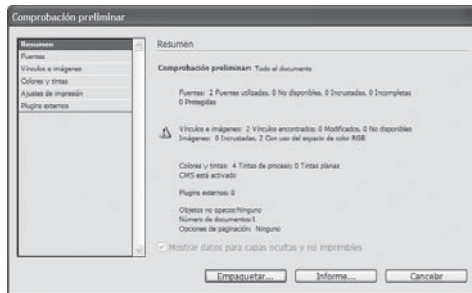 Comprobación preliminar
Resumen
Fuentes
Vínculos e imágenes
Colores y tintas
Ajustes de impresión
Plugins externos
Resumen
Comprobación preliminar: Todo el documento
Fuentes: 2 Fuentes utilizadas, 0 No disponibles, 0 Incrustadas, 0 Incompletas
0 Protegidas
Vínculos e imágenes: 2 Vínculos encontrados: 0 Modificados, 0 No disponibles
Imágenes: 0 Incrustadas, 2 Con uso del espacio de color RGB
Colores y tintas: 4 Tintas de proceso; 0 Tintas planas
CMS está activado
Plugins externos: 0
Objetos no opacos:Ninguno
Número de documentos:1
Opciones de paginación: Ninguno
Mostrar datos para capas ocultas y no imprimibles
Empaquetar... Informe... Cancelar